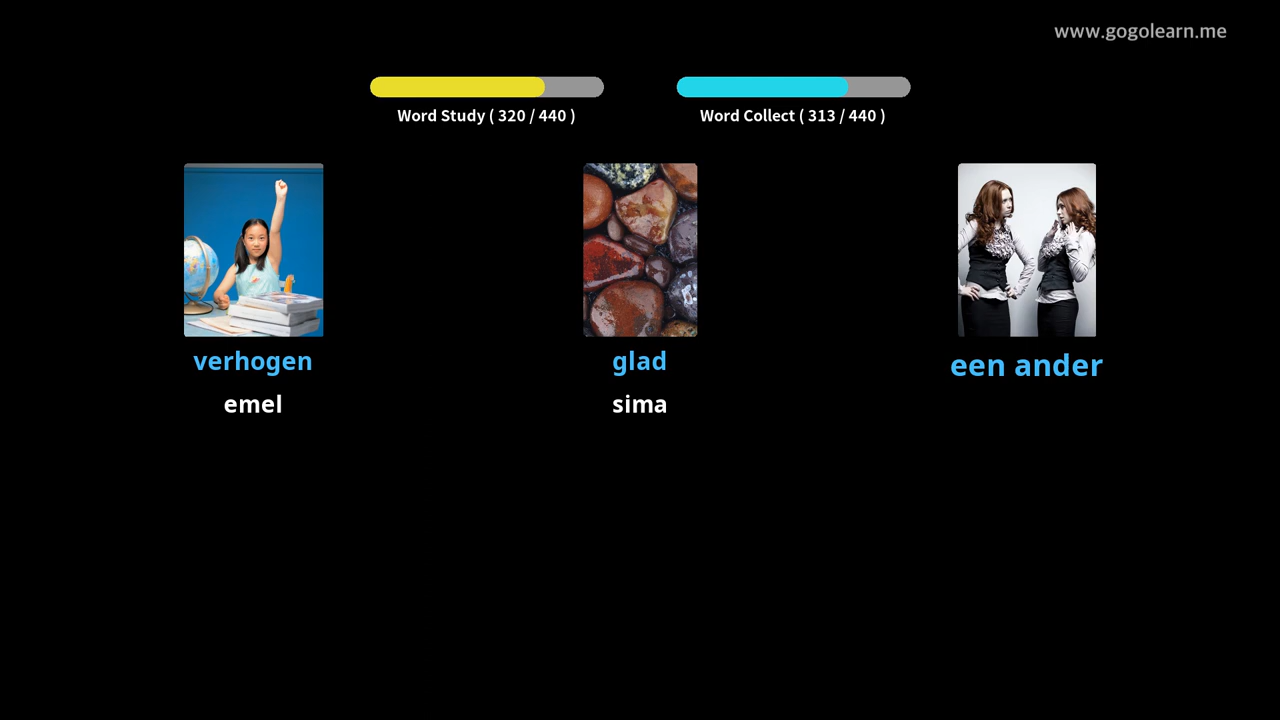 www.gogolearn.me
Word Study ( 320 / 440 )
Word Collect ( 313 / 440 )
verhogen
glad
een ander
emel
sima